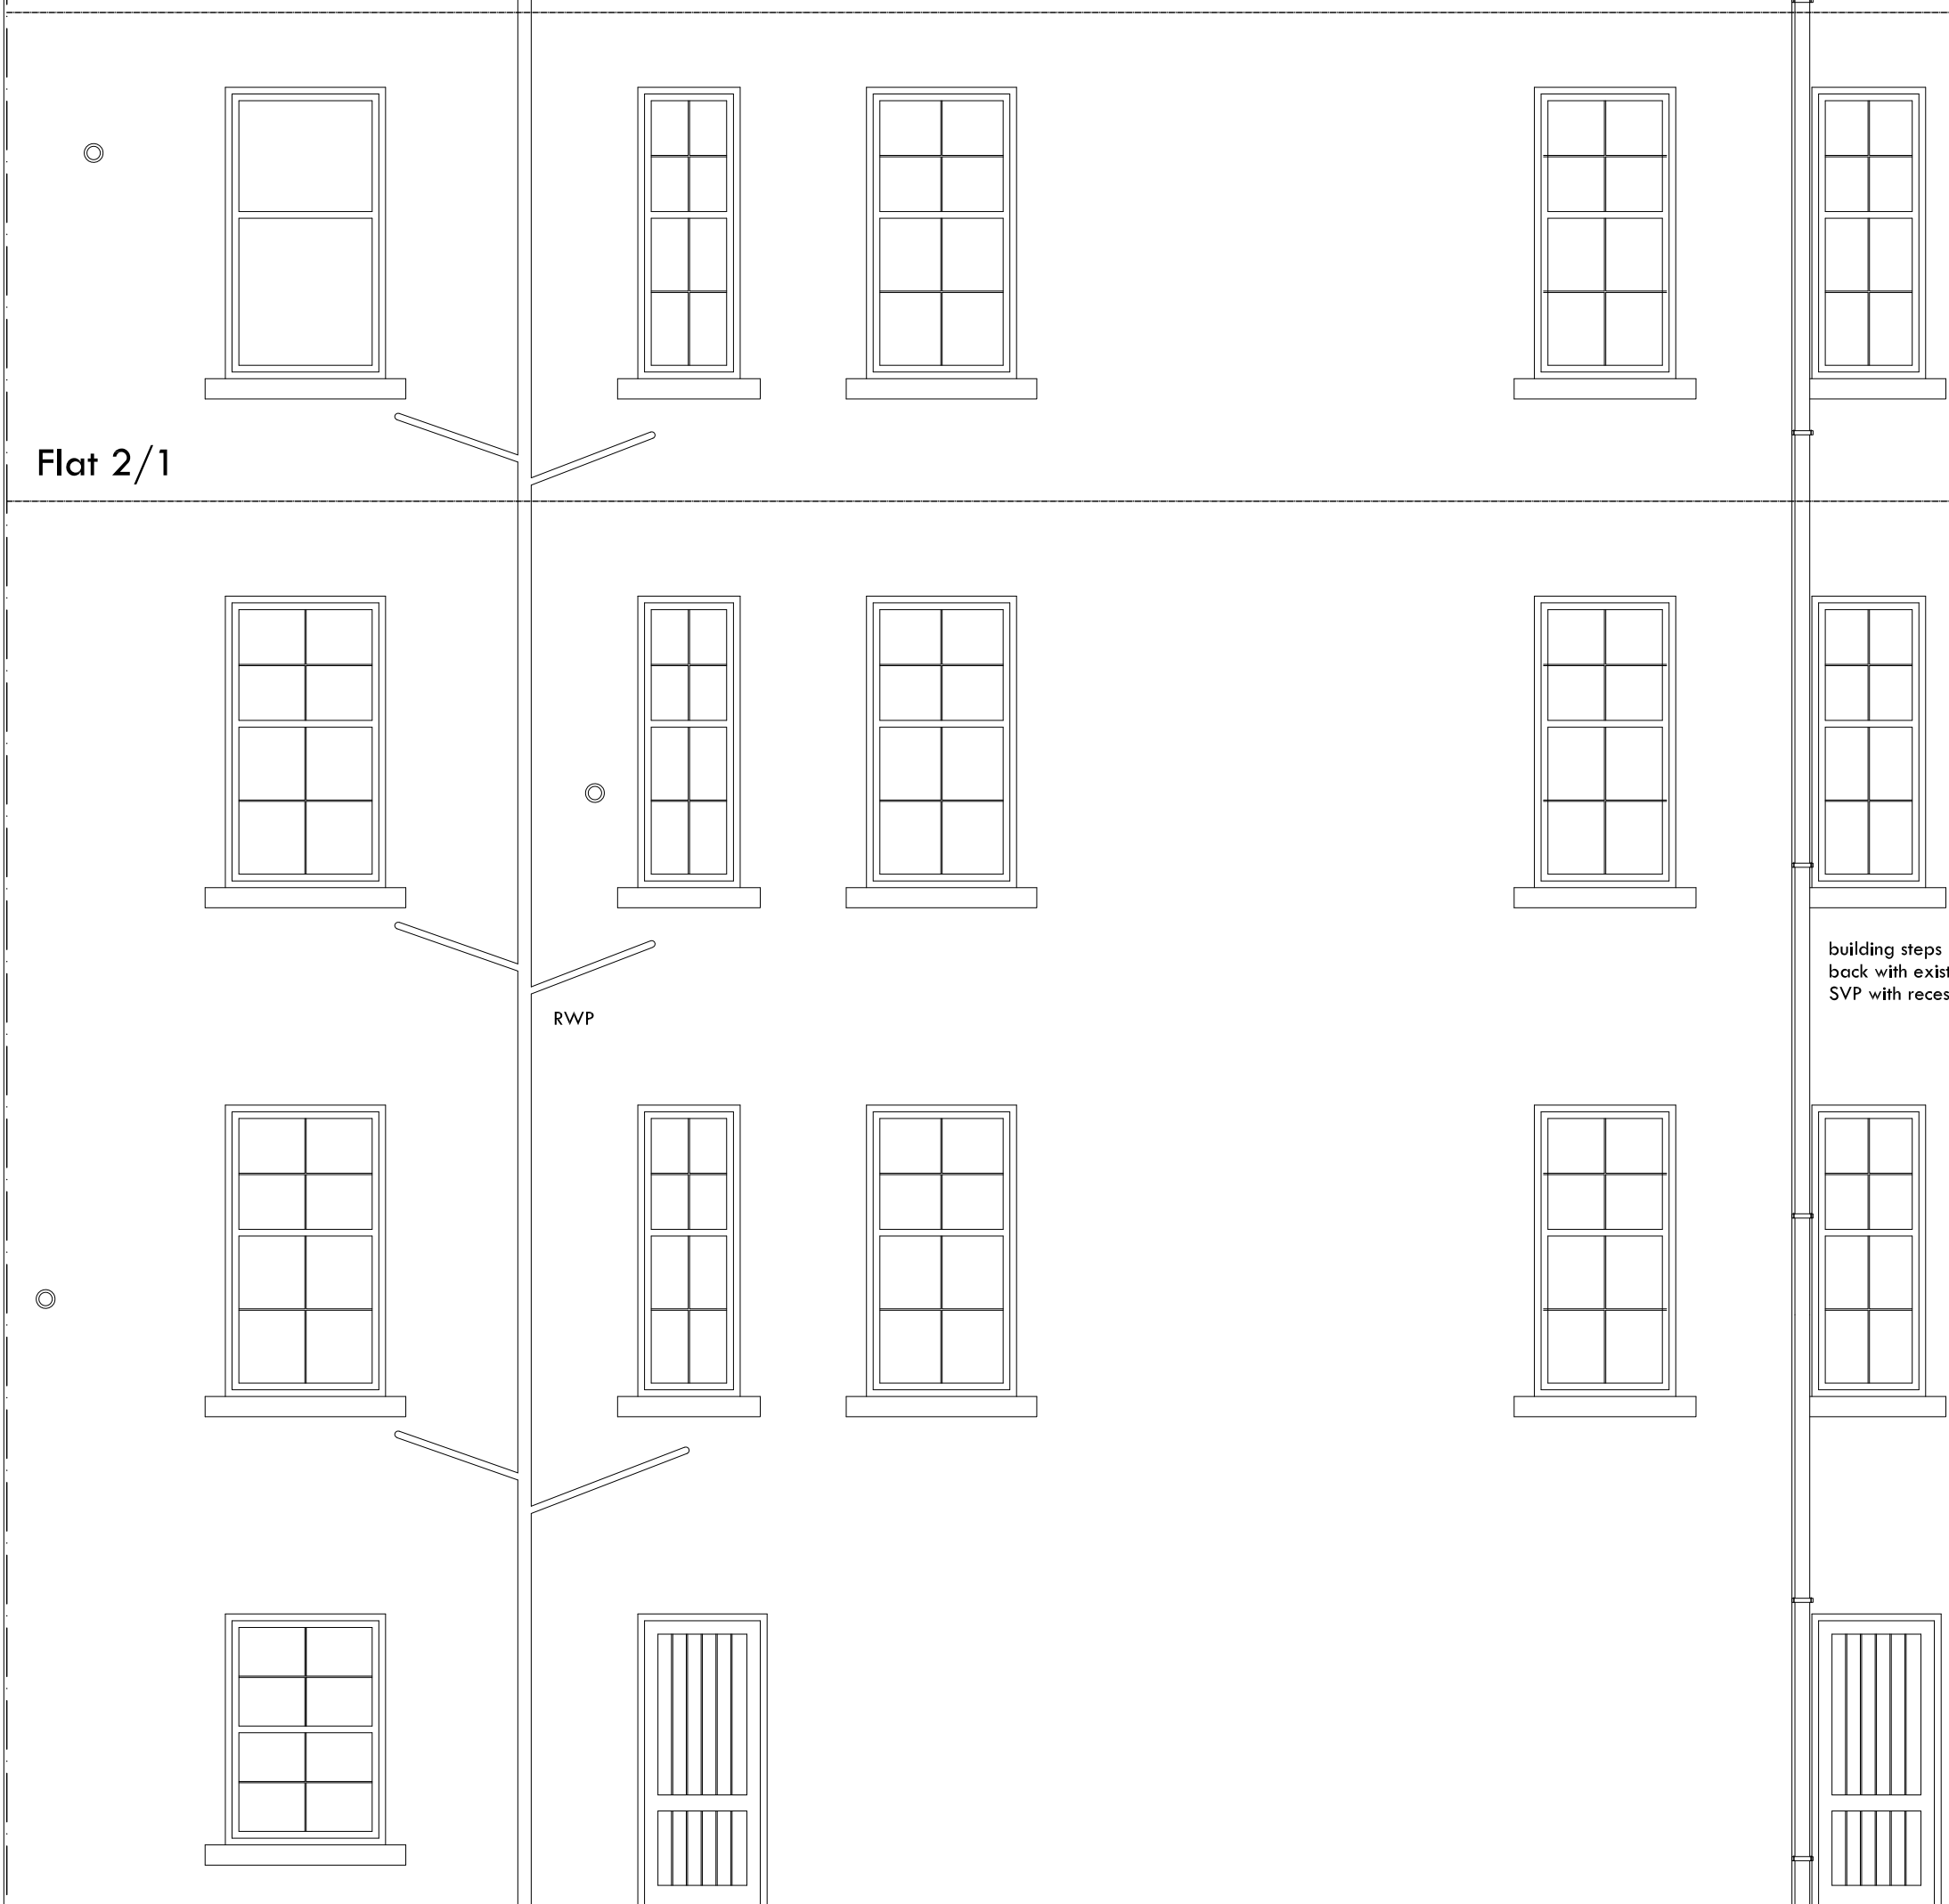 Flat 2/1
building steps
back with exist
SVP with reces
RWP